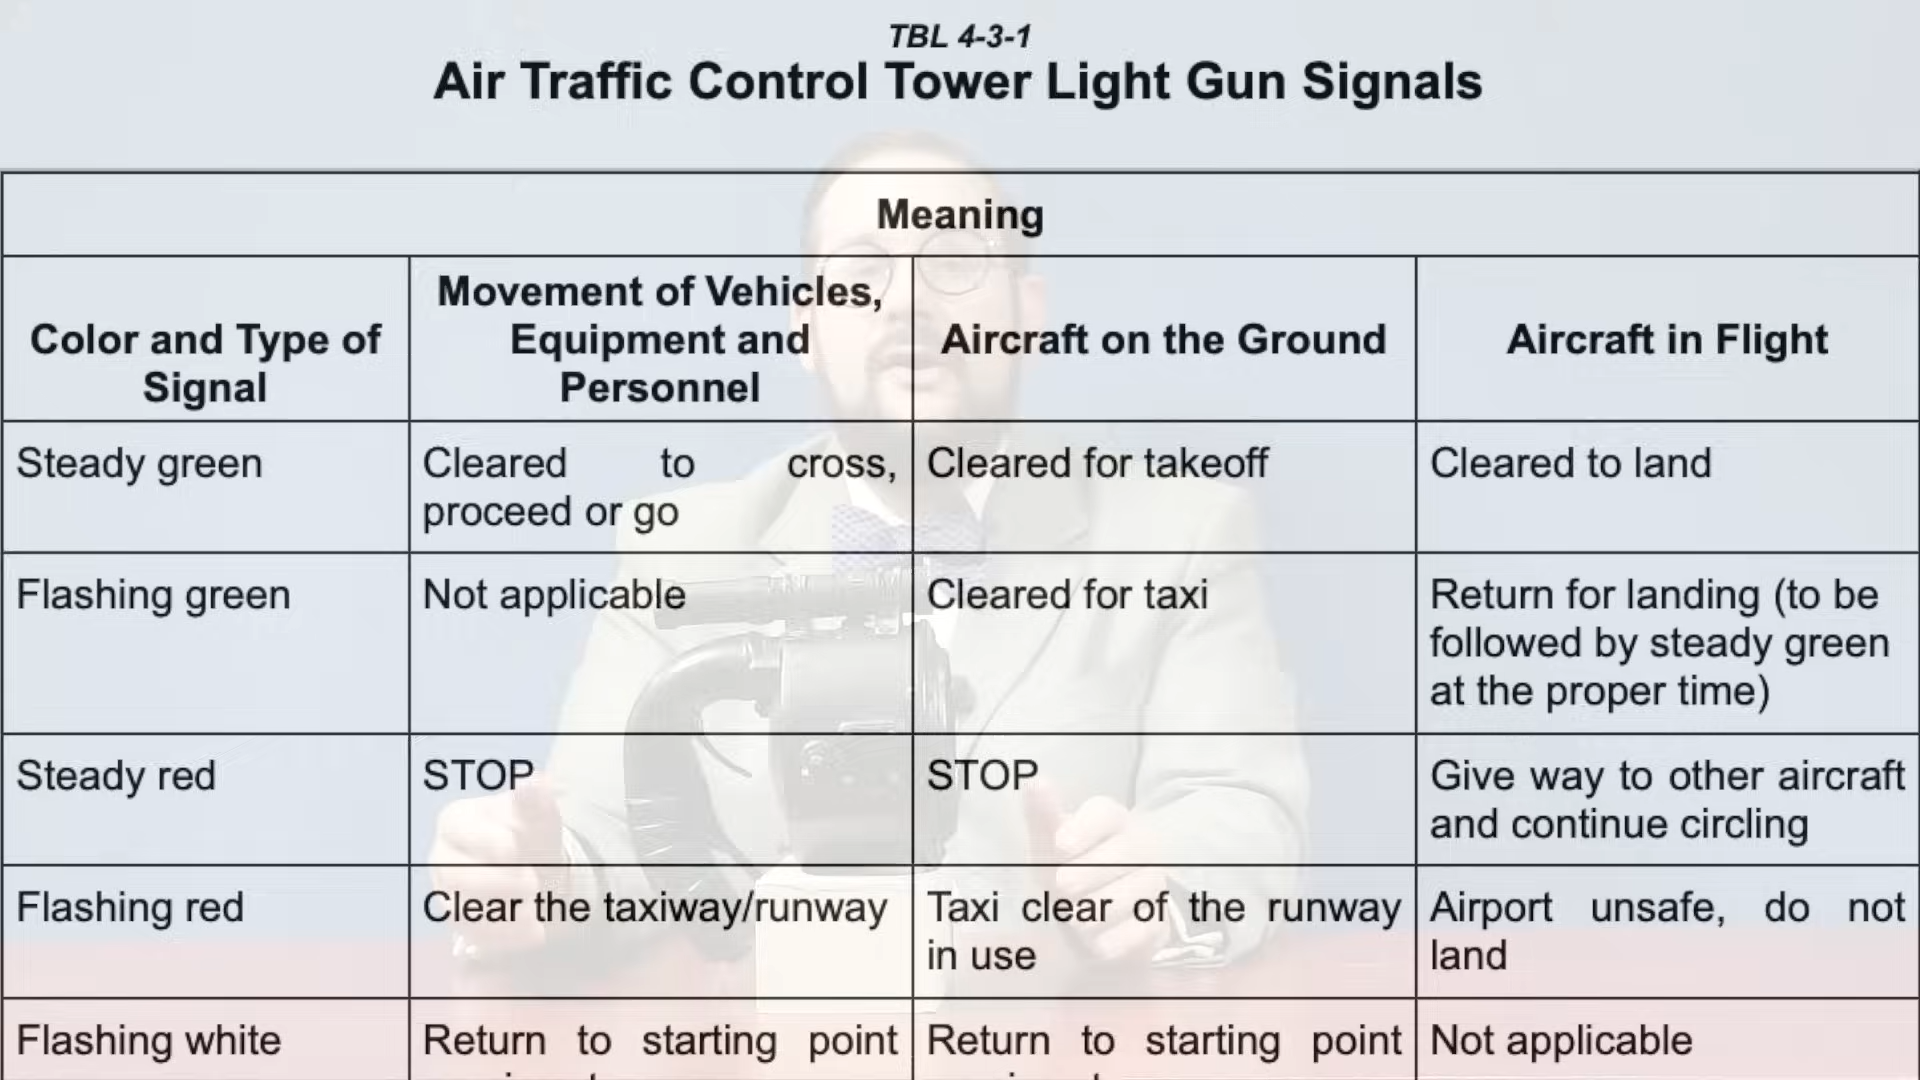 TBL 4-3-1
Air Traffic Control Tower Light Gun Signals
Meaning
Color and Type of
Signal
Movement of Vehicles,
Equipment and
Personnel
Aircraft on the Ground
Aircraft in Flight
Steady green
Cleared to cross,
proceed or go
Cleared for takeoff
Cleared to land
Flashing green
Not applicable
Cleared for taxi
Return for landing (to be
followed by steady green
at the proper time)
Steady red
STOP
STOP
Give way to other aircraft
and continue circling
Flashing red
Clear the taxiway/runway
Taxi clear of the runway
in use
Airport unsafe, do not
land
Flashing white
Return to starting point
Return to starting point
Not applicable